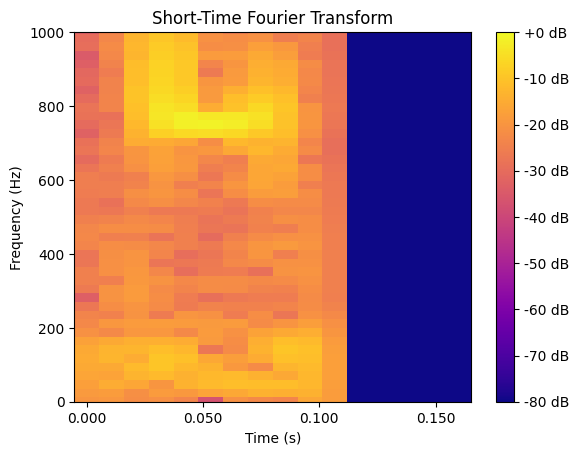 Short-Time Fourier Transform
1000
800
600
400
200
0
Frequency (Hz)
0.000
0.050
0.100
0.150
Time (s)
+0 dB
-10 dB
-20 dB
-30 dB
-40 dB
-50 dB
-60 dB
-70 dB
-80 dB